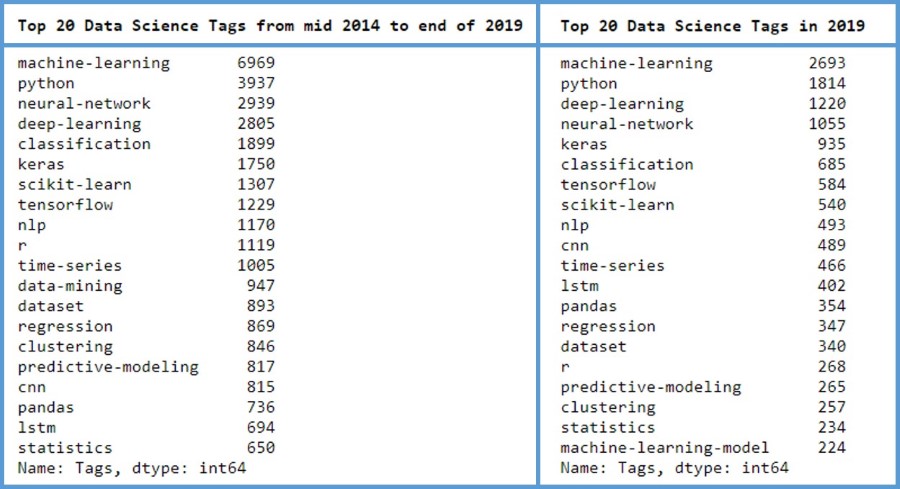 Top 20 Data Science Tags from mid 2014 to end of 2019
machine-learning 6969
python 3937
neural-network 2939
deep-learning 2805
classification 1899
keras 1750
scikit-learn 1307
tensorflow 1229
nlp 1170
r 1119
time-series 1005
data-mining 947
dataset 893
regression 869
clustering 846
predictive-modeling 817
cnn 815
pandas 736
lstm 694
statistics 650
Name: Tags, dtype: int64
Top 20 Data Science Tags in 2019
machine-learning 2693
python 1814
deep-learning 1220
neural-network 1055
keras 935
classification 685
tensorflow 584
scikit-learn 540
nlp 493
cnn 489
time-series 466
lstm 402
pandas 354
regression 347
dataset 340
r 268
predictive-modeling 265
clustering 257
statistics 234
machine-learning-model 224
Name: Tags, dtype: int64